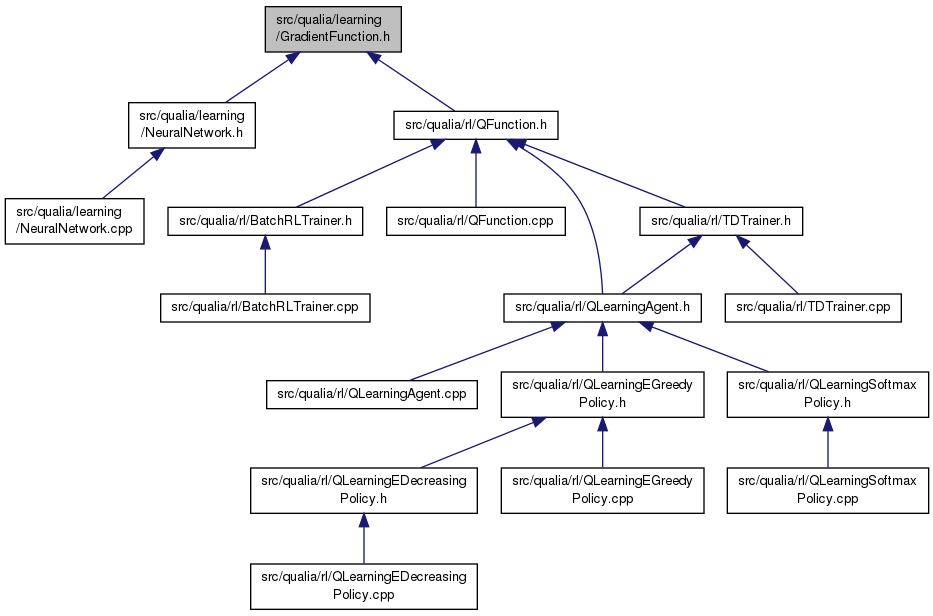 src/qualia/learning
/GradientFunction.h
src/qualia/learning
/NeuralNetwork.h
src/qualia/rl/QFunction.h
src/qualia/learning
/NeuralNetwork.cpp
src/qualia/rl/BatchRLTrainer.h
src/qualia/rl/QFunction.cpp
src/qualia/rl/TDTrainer.h
src/qualia/rl/BatchRLTrainer.cpp
src/qualia/rl/QLearningAgent.h
src/qualia/rl/TDTrainer.cpp
src/qualia/rl/QLearningAgent.cpp
src/qualia/rl/QLearningEGreedy
Policy.h
src/qualia/rl/QLearningSoftmax
Policy.h
src/qualia/rl/QLearningEDecreasing
Policy.h
src/qualia/rl/QLearningEGreedy
Policy.cpp
src/qualia/rl/QLearningSoftmax
Policy.cpp
src/qualia/rl/QLearningEDecreasing
Policy.cpp